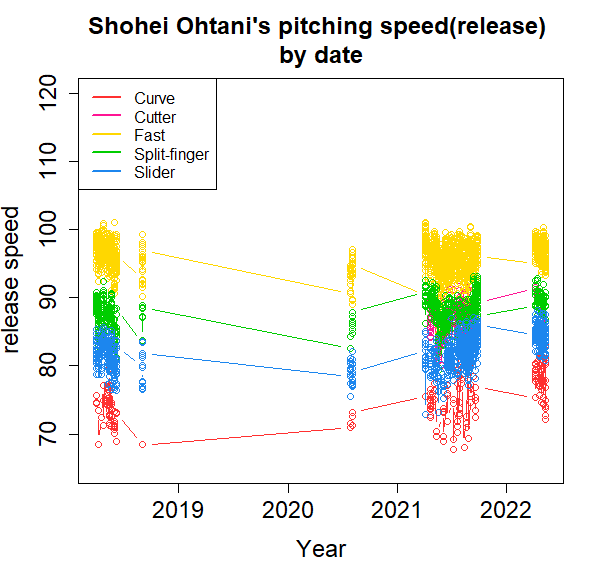 Shohei Ohtani's pitching speed(release)
by date
120
110
100
90
80
70
release speed
Curve
Cutter
Fast
Split-finger
Slider
2019
2020
2021
2022
Year